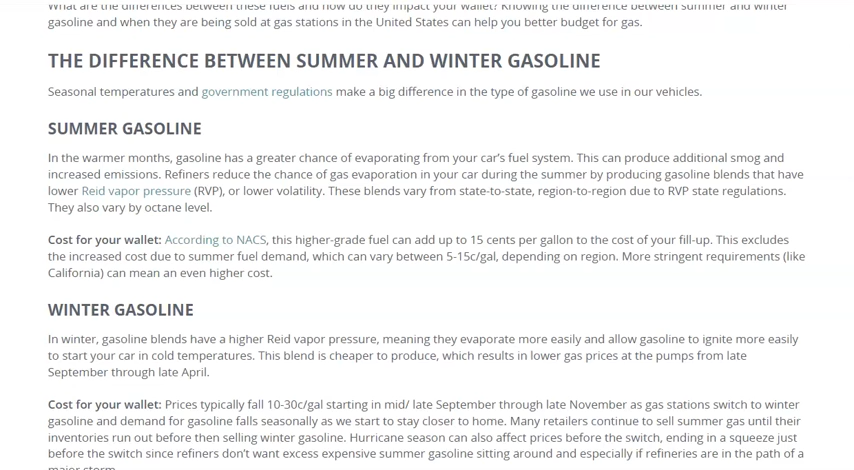 What are the differences between these fuels and how do they impact your wallet? Knowing the difference between summer and winter
gasoline and when they are being sold at gas stations in the United States can help you better budget for gas.
THE DIFFERENCE BETWEEN SUMMER AND WINTER GASOLINE
Seasonal temperatures and government regulations make a big difference in the type of gasoline we use in our vehicles.
SUMMER GASOLINE
In the warmer months, gasoline has a greater chance of evaporating from your car’s fuel system. This can produce additional smog and
increased emissions. Refiners reduce the chance of gas evaporation in your car during the summer by producing gasoline blends that have
lower Reid vapor pressure (RVP), or lower volatility. These blends vary from state-to-state, region-to-region due to RVP state regulations.
They also vary by octane level.
Cost for your wallet: According to NACS, this higher-grade fuel can add up to 15 cents per gallon to the cost of your fill-up. This excludes
the increased cost due to summer fuel demand, which can vary between 5-15c/gal, depending on region. More stringent requirements (like
California) can mean an even higher cost.
WINTER GASOLINE
In winter, gasoline blends have a higher Reid vapor pressure, meaning they evaporate more easily and allow gasoline to ignite more easily
to start your car in cold temperatures. This blend is cheaper to produce, which results in lower gas prices at the pumps from late
September through late April.
Cost for your wallet: Prices typically fall 10-30c/gal starting in mid/ late September through late November as gas stations switch to winter
gasoline and demand for gasoline falls seasonally as we start to stay closer to home. Many retailers continue to sell summer gas until their
inventories run out before then selling winter gasoline. Hurricane season can also affect prices before the switch, ending in a squeeze just
before the switch since refiners don’t want excess expensive summer gasoline sitting around and especially if refineries are in the path of a
major storm.